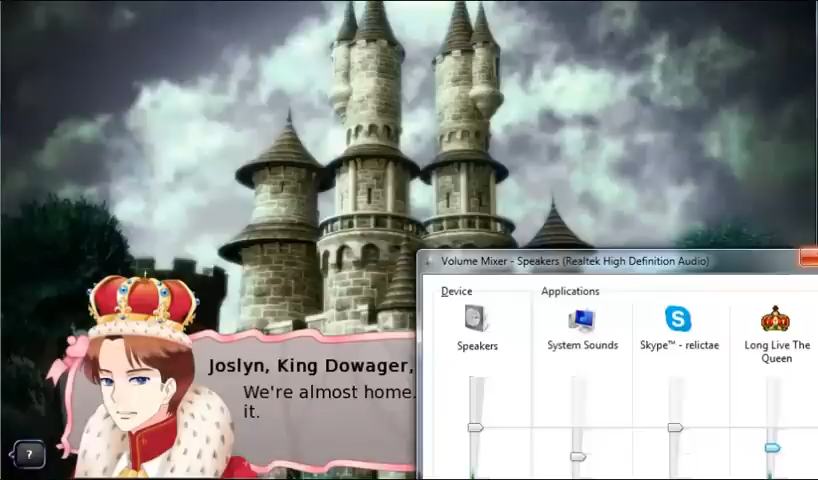 Volume Mixer - Speakers (Realtek High Definition Audio)
Device
Applications
Speakers
System Sounds
Skype™ - relictae
Long Live The
Queen
Joslyn, King Dowager,
We're almost home.
it.
?